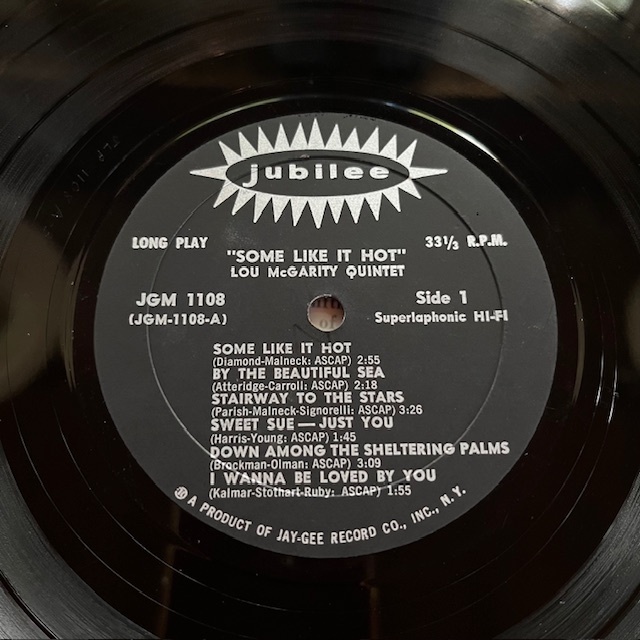 jubilee
LONG PLAY
33⅓ R.P.M.
"SOME LIKE IT HOT"
LOU McGARITY QUINTET
JGM 1108
(JGM-1108-A)
Side 1
Superlaphonic HI-FI
SOME LIKE IT HOT
(Diamond-Malneck: ASCAP) 2:55
BY THE BEAUTIFUL SEA
(Atteridge-Carroll: ASCAP) 2:18
STAIRWAY TO THE STARS
(Parish-Malneck-Signorelli: ASCAP) 3:26
SWEET SUE — JUST YOU
(Harris-Young: ASCAP) 1:45
DOWN AMONG THE SHELTERING PALMS
(Brockman-Olman: ASCAP) 3:09
I WANNA BE LOVED BY YOU
(Kalmar-Stothart-Ruby: ASCAP) 1:55
® A PRODUCT OF JAY-GEE RECORD CO., INC., N. Y.